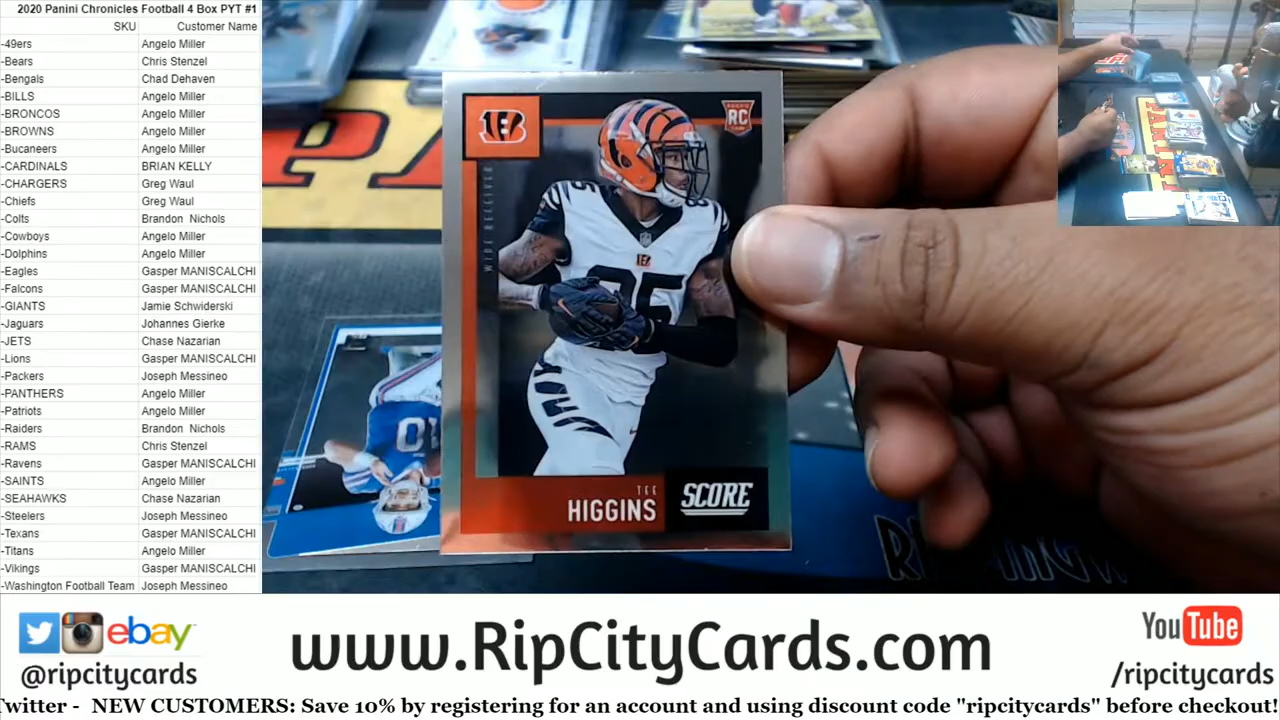 2020 Panini Chronicles Football 4 Box PYT #1
SKU Customer Name
-49ers Angelo Miller
-Bears Chris Stenzel
-Bengals Chad Dehaven
-BILLS Angelo Miller
-BRONCOS Angelo Miller
-BROWNS Angelo Miller
-Bucaneers Angelo Miller
-CARDINALS BRIAN KELLY
-CHARGERS Greg Waul
-Chiefs Greg Waul
-Colts Brandon Nichols
-Cowboys Angelo Miller
-Dolphins Angelo Miller
-Eagles Gasper MANISCALCHI
-Falcons Gasper MANISCALCHI
-GIANTS Jamie Schwiderski
-Jaguars Johannes Gierke
-JETS Chase Nazarian
-Lions Gasper MANISCALCHI
-Packers Joseph Messineo
-PANTHERS Angelo Miller
-Patriots Angelo Miller
-Raiders Brandon Nichols
-RAMS Chris Stenzel
-Ravens Gasper MANISCALCHI
-SAINTS Angelo Miller
-SEAHAWKS Chase Nazarian
-Steelers Joseph Messineo
-Texans Gasper MANISCALCHI
-Titans Angelo Miller
-Vikings Gasper MANISCALCHI
-Washington Football Team Joseph Messineo
RC
WIDE RECEIVER
85
TEE
HIGGINS
SCORE
10
ebay
@ripcitycards
www.RipCityCards.com
YouTube
/ripcitycards
Twitter - NEW CUSTOMERS: Save 10% by registering for an account and using discount code "ripcitycards" before checkout!